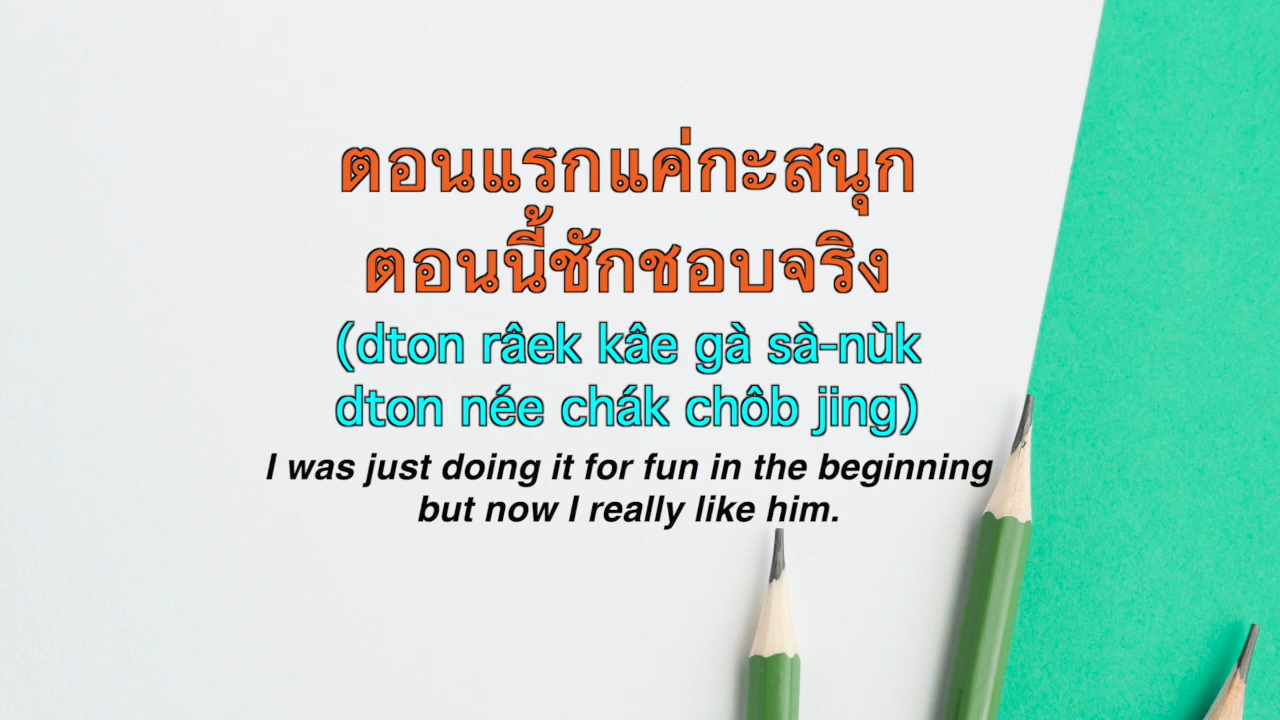 ตอนแรกแค่กะสนุก
ตอนนี้ชักชอบจริง
(dton râek kâe gà sà-nùk
dton née chák chôb jing)
I was just doing it for fun in the beginning
but now I really like him.